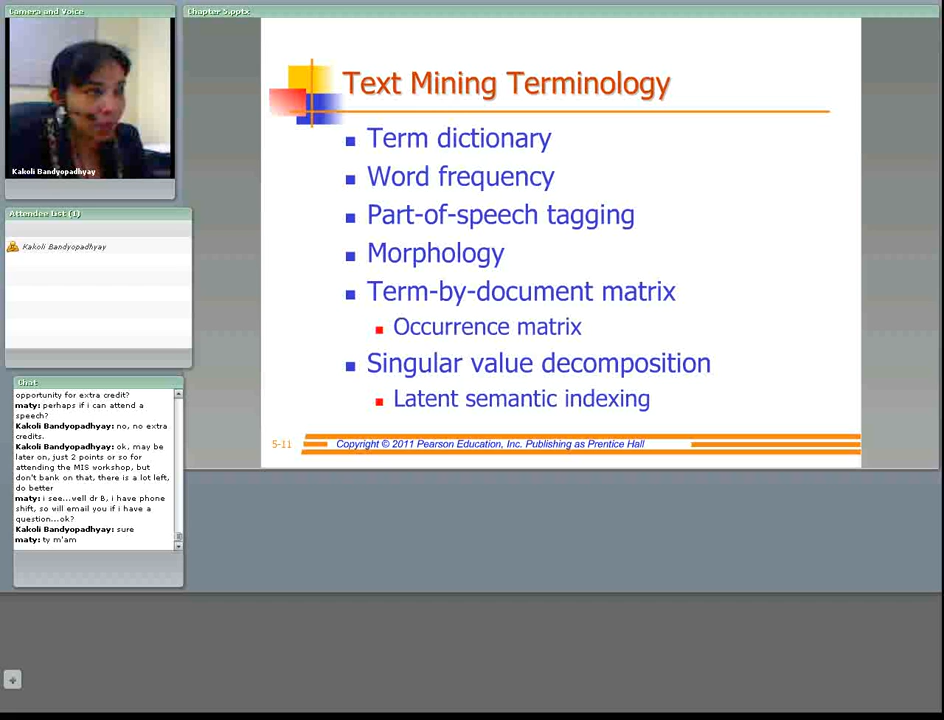 Camera and Voice
Kakoli Bandyopadhyay
Attendee List (1)
Kakoli Bandyopadhyay
Chat
opportunity for extra credit?
maty: perhaps if i can attend a
speech?
Kakoli Bandyopadhyay: no, no extra
credits.
Kakoli Bandyopadhyay: ok, may be
later on, just 2 points or so for
attending the MIS workshop, but
don't bank on that, there is a lot left,
do better
maty: i see...well dr B, i have phone
shift, so will email you if i have a
question...ok?
Kakoli Bandyopadhyay: sure
maty: ty m'am
Chapter 5.pptx
Text Mining Terminology
Term dictionary
Word frequency
Part-of-speech tagging
Morphology
Term-by-document matrix
Occurrence matrix
Singular value decomposition
Latent semantic indexing
5-11
Copyright © 2011 Pearson Education, Inc. Publishing as Prentice Hall